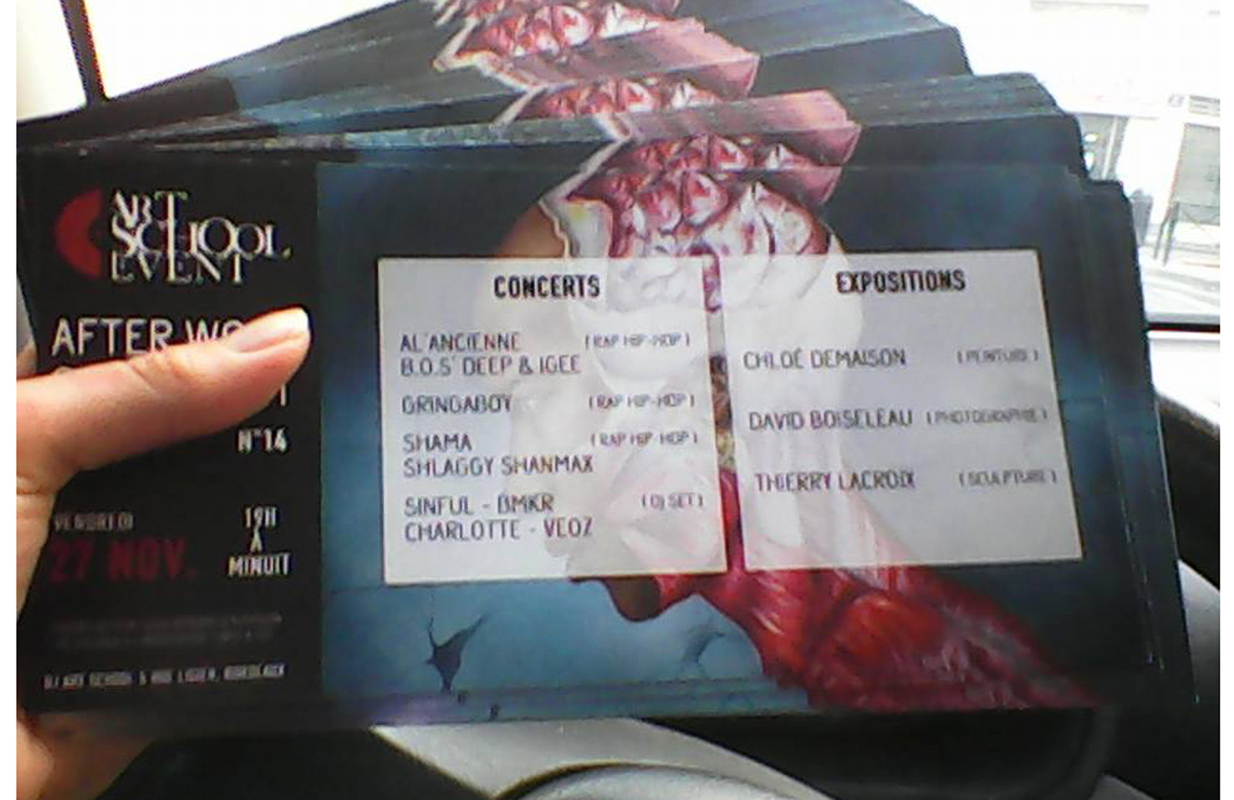 ART
SCHOOL
EVENT
AFTER WO
N°14
VENDREDI
27 NOV.
19H
À
MINUIT
CONCERTS
AL'ANCIENNE (RAP HIP-HOP)
B.O.S' DEEP & IGEE
GRINGABOY (RAP HIP-HOP)
SHAMA (RAP HIP-HOP)
SHLAGGY SHANMAX
SINFUL - BMKR (DJ SET)
CHARLOTTE - VEOZ
EXPOSITIONS
CHLOÉ DEMAISON (PEINTURE)
DAVID BOISELEAU (PHOTOGRAPHIE)
THIERRY LACROIX (SCULPTURE)